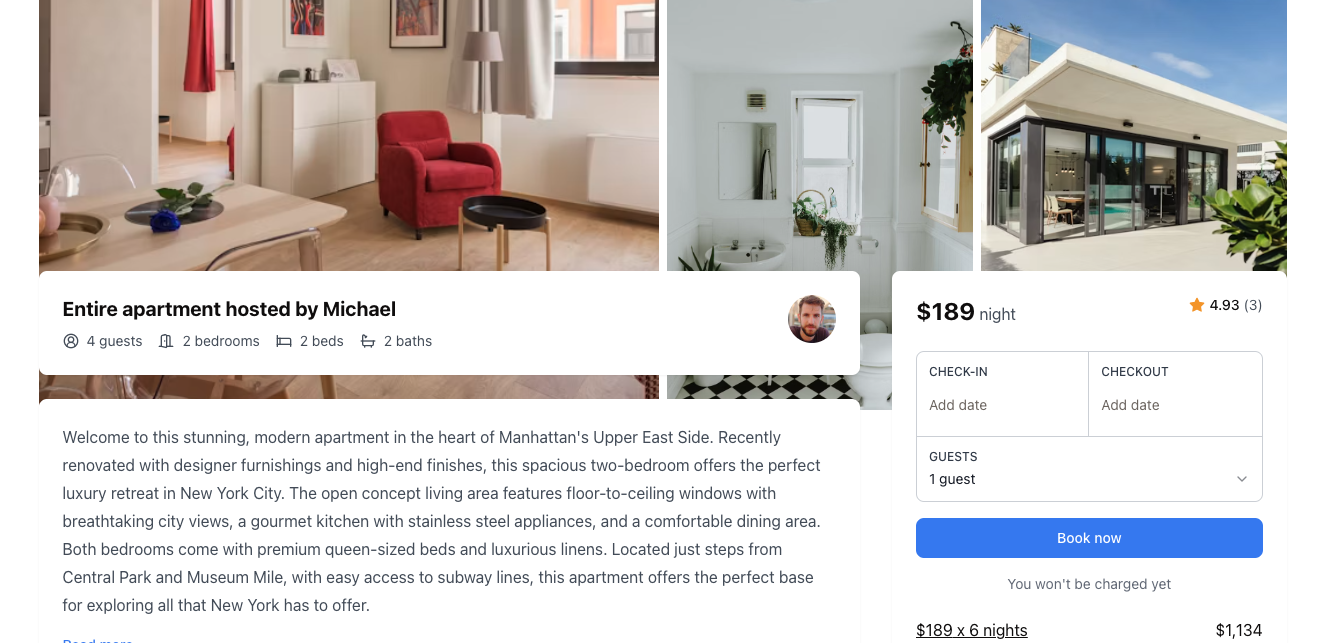 Entire apartment hosted by Michael
4 guests 2 bedrooms 2 beds 2 baths
Welcome to this stunning, modern apartment in the heart of Manhattan's Upper East Side. Recently
renovated with designer furnishings and high-end finishes, this spacious two-bedroom offers the perfect
luxury retreat in New York City. The open concept living area features floor-to-ceiling windows with
breathtaking city views, a gourmet kitchen with stainless steel appliances, and a comfortable dining area.
Both bedrooms come with premium queen-sized beds and luxurious linens. Located just steps from
Central Park and Museum Mile, with easy access to subway lines, this apartment offers the perfect base
for exploring all that New York has to offer.
Read more
$189 night
4.93 (3)
CHECK-IN
Add date
CHECKOUT
Add date
GUESTS
1 guest
Book now
You won't be charged yet
$189 x 6 nights $1,134